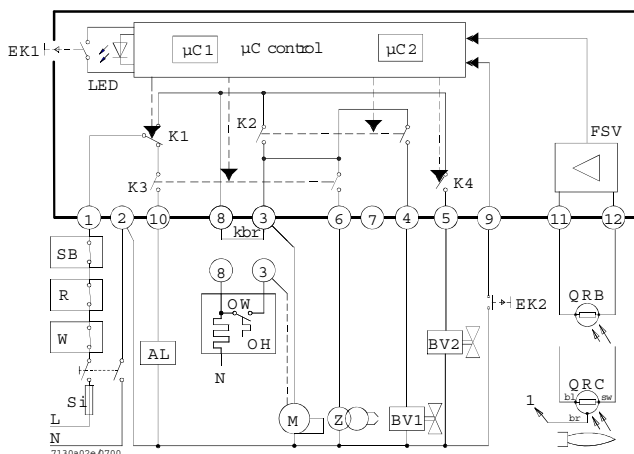 µC1 µC control µC2
EK1
LED
FSV
K1 K2
K3 K4
1 2 10 8 3 6 7 4 5 9 11 12
kbr
SB
8 3
R
OW
EK2
QRB
W
OH
AL
BV2
N
QRC
Si
1 bl sw
br
L
M Z BV1
N
7130a02e/0700